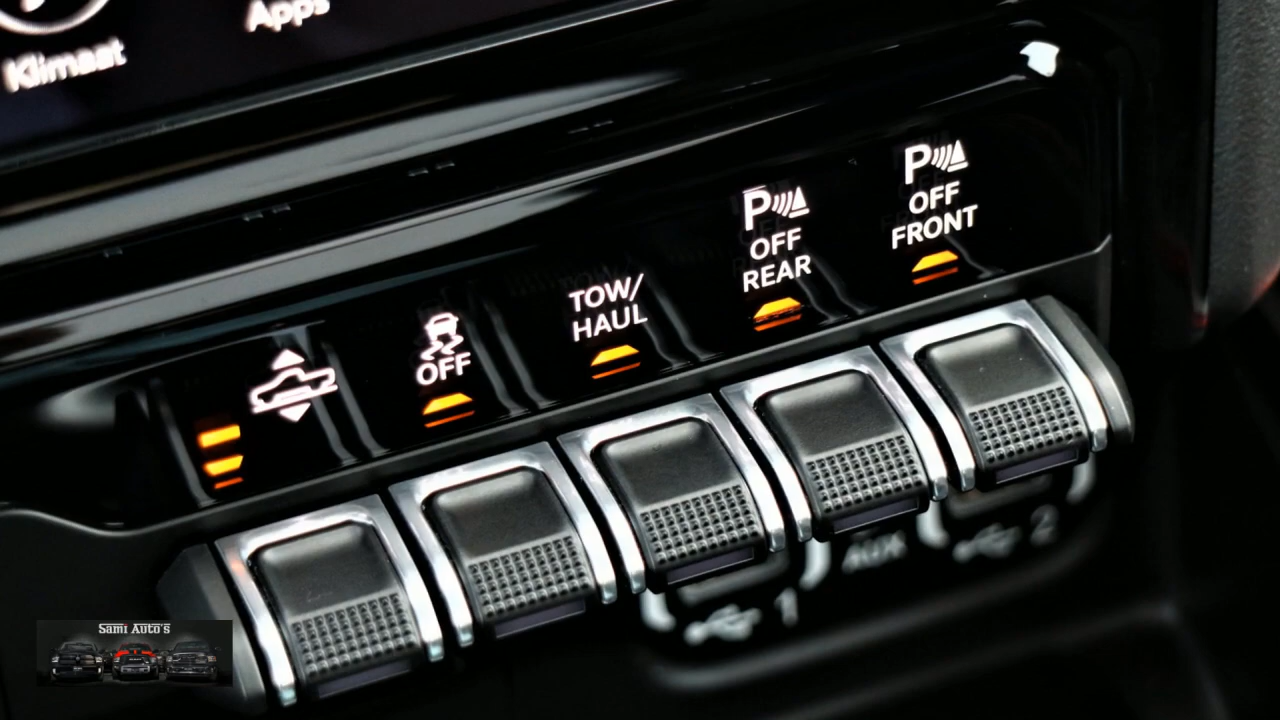 Klimaat
Apps
OFF
TOW/
HAUL
P
OFF
REAR
P
OFF
FRONT
1
AUX
2
Sami Auto's